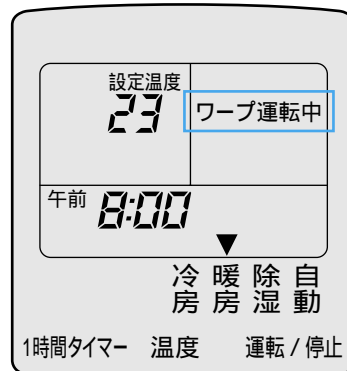 設定温度
23
ワープ運転中
午前 8:00
冷房 暖房 除湿 自動
1時間タイマー 温度 運転 / 停止